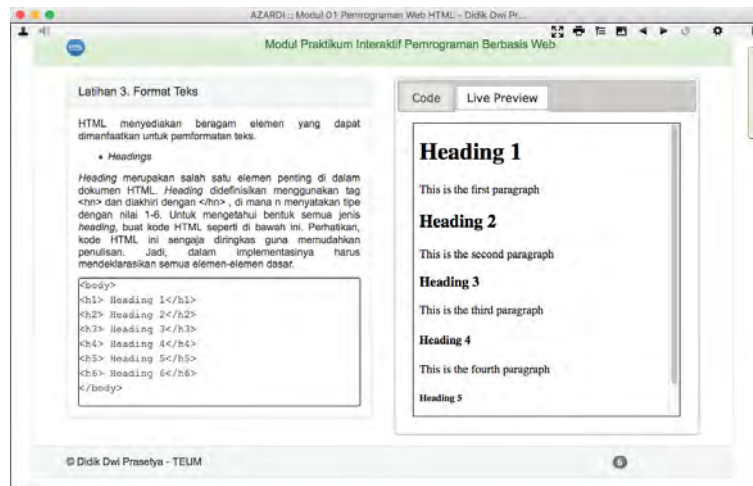 AZARDI :: Modul 01 Pemrograman Web HTML - Didik Dwi Pr...
Modul Praktikum Interaktif Pemrograman Berbasis Web
Latihan 3. Format Teks
HTML menyediakan beragam elemen yang dapat
dimanfaatkan untuk pemformatan teks.
• Headings
Heading merupakan salah satu elemen penting di dalam
dokumen HTML. Heading didefinisikan menggunakan tag
<hn> dan diakhiri dengan </hn> , di mana n menyatakan tipe
dengan nilai 1-6. Untuk mengetahui bentuk semua jenis
heading, buat kode HTML seperti di bawah ini. Perhatikan,
kode HTML ini sengaja diringkas guna memudahkan
penulisan. Jadi, dalam implementasinya harus
mendeklarasikan semua elemen-elemen dasar.
<body>
<h1> Heading 1</h1>
<h2> Heading 2</h2>
<h3> Heading 3</h3>
<h4> Heading 4</h4>
<h5> Heading 5</h5>
<h6> Heading 6</h6>
</body>
Code Live Preview
Heading 1
This is the first paragraph
Heading 2
This is the second paragraph
Heading 3
This is the third paragraph
Heading 4
This is the fourth paragraph
Heading 5
© Didik Dwi Prasetya - TEUM
6